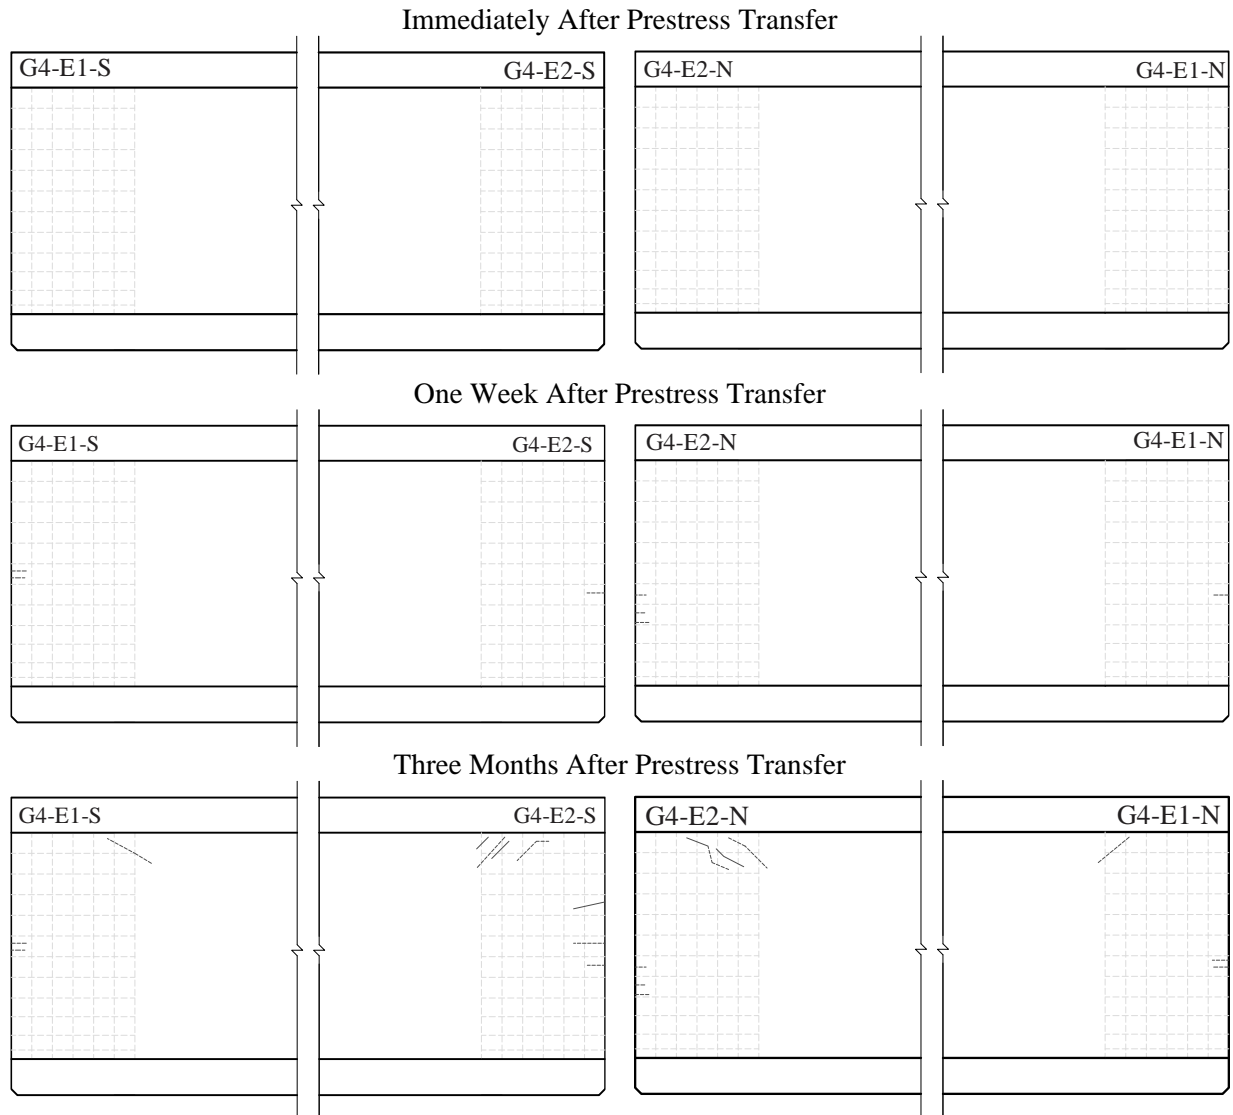 Immediately After Prestress Transfer
G4-E1-S
G4-E2-S
G4-E2-N
G4-E1-N
One Week After Prestress Transfer
G4-E1-S
G4-E2-S
G4-E2-N
G4-E1-N
Three Months After Prestress Transfer
G4-E1-S
G4-E2-S
G4-E2-N
G4-E1-N